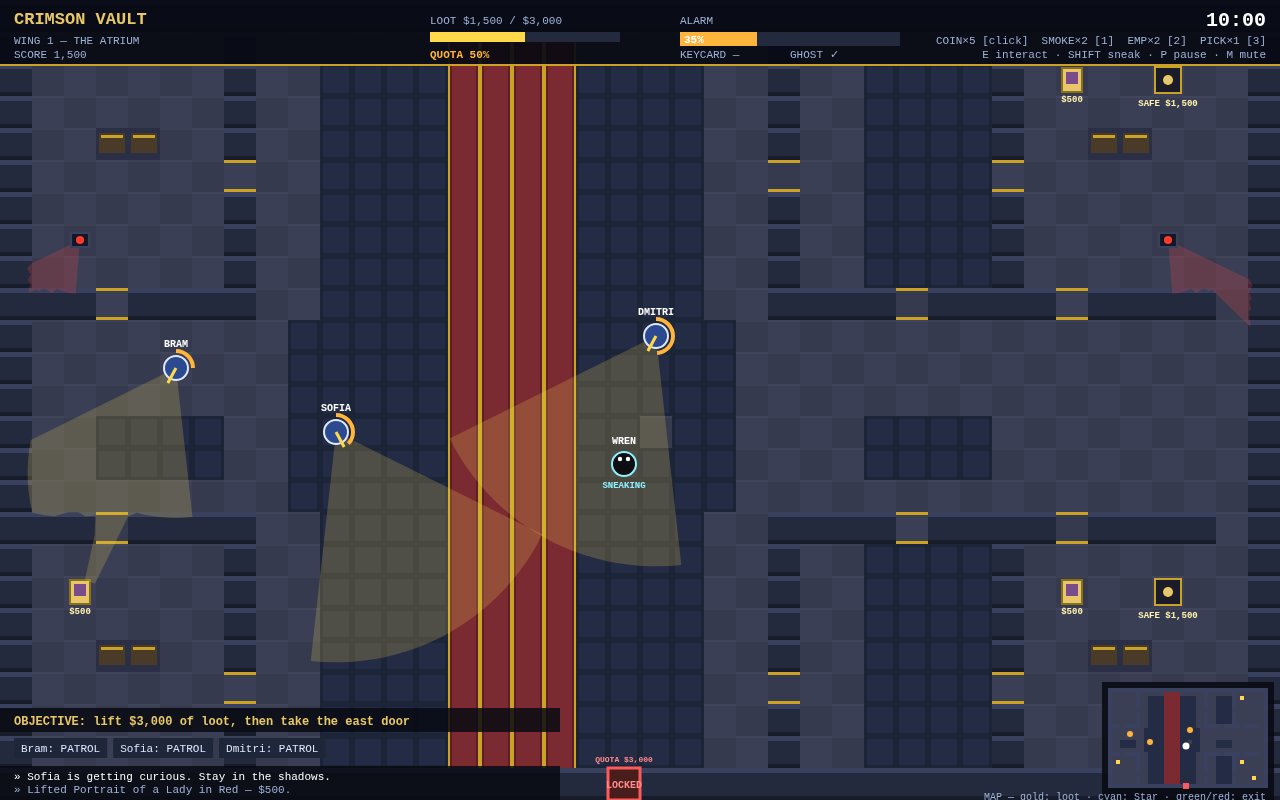 CRIMSON VAULT
WING 1 — THE ATRIUM
SCORE 1,500
LOOT $1,500 / $3,000
QUOTA 50%
ALARM
35%
KEYCARD —
GHOST ✓
10:00
COIN×5 [click] SMOKE×2 [1] EMP×2 [2] PICK×1 [3]
E interact · SHIFT sneak · P pause · M mute
$500
SAFE $1,500
DMITRI
BRAM
SOFIA
WREN
SNEAKING
$500
$500
SAFE $1,500
OBJECTIVE: lift $3,000 of loot, then take the east door
Bram: PATROL
Sofia: PATROL
Dmitri: PATROL
» Sofia is getting curious. Stay in the shadows.
» Lifted Portrait of a Lady in Red — $500.
QUOTA $3,000
LOCKED
MAP — gold: loot · cyan: Star · green/red: exit